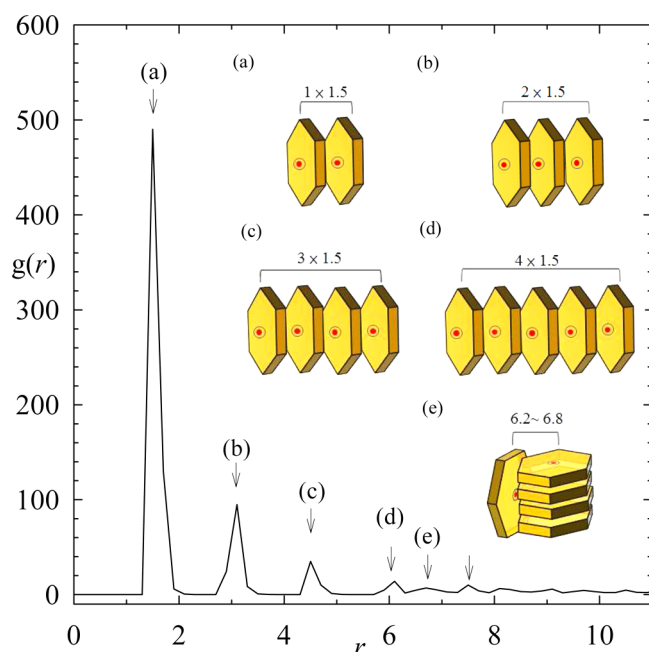 600
500
400
g(r)
300
200
100
0
0 2 4 6 8 10
r
(a)
(b)
(c)
(d)
(e)
(a)
1 x 1.5
(b)
2 x 1.5
(c)
3 x 1.5
(d)
4 x 1.5
(e)
6.2~ 6.8